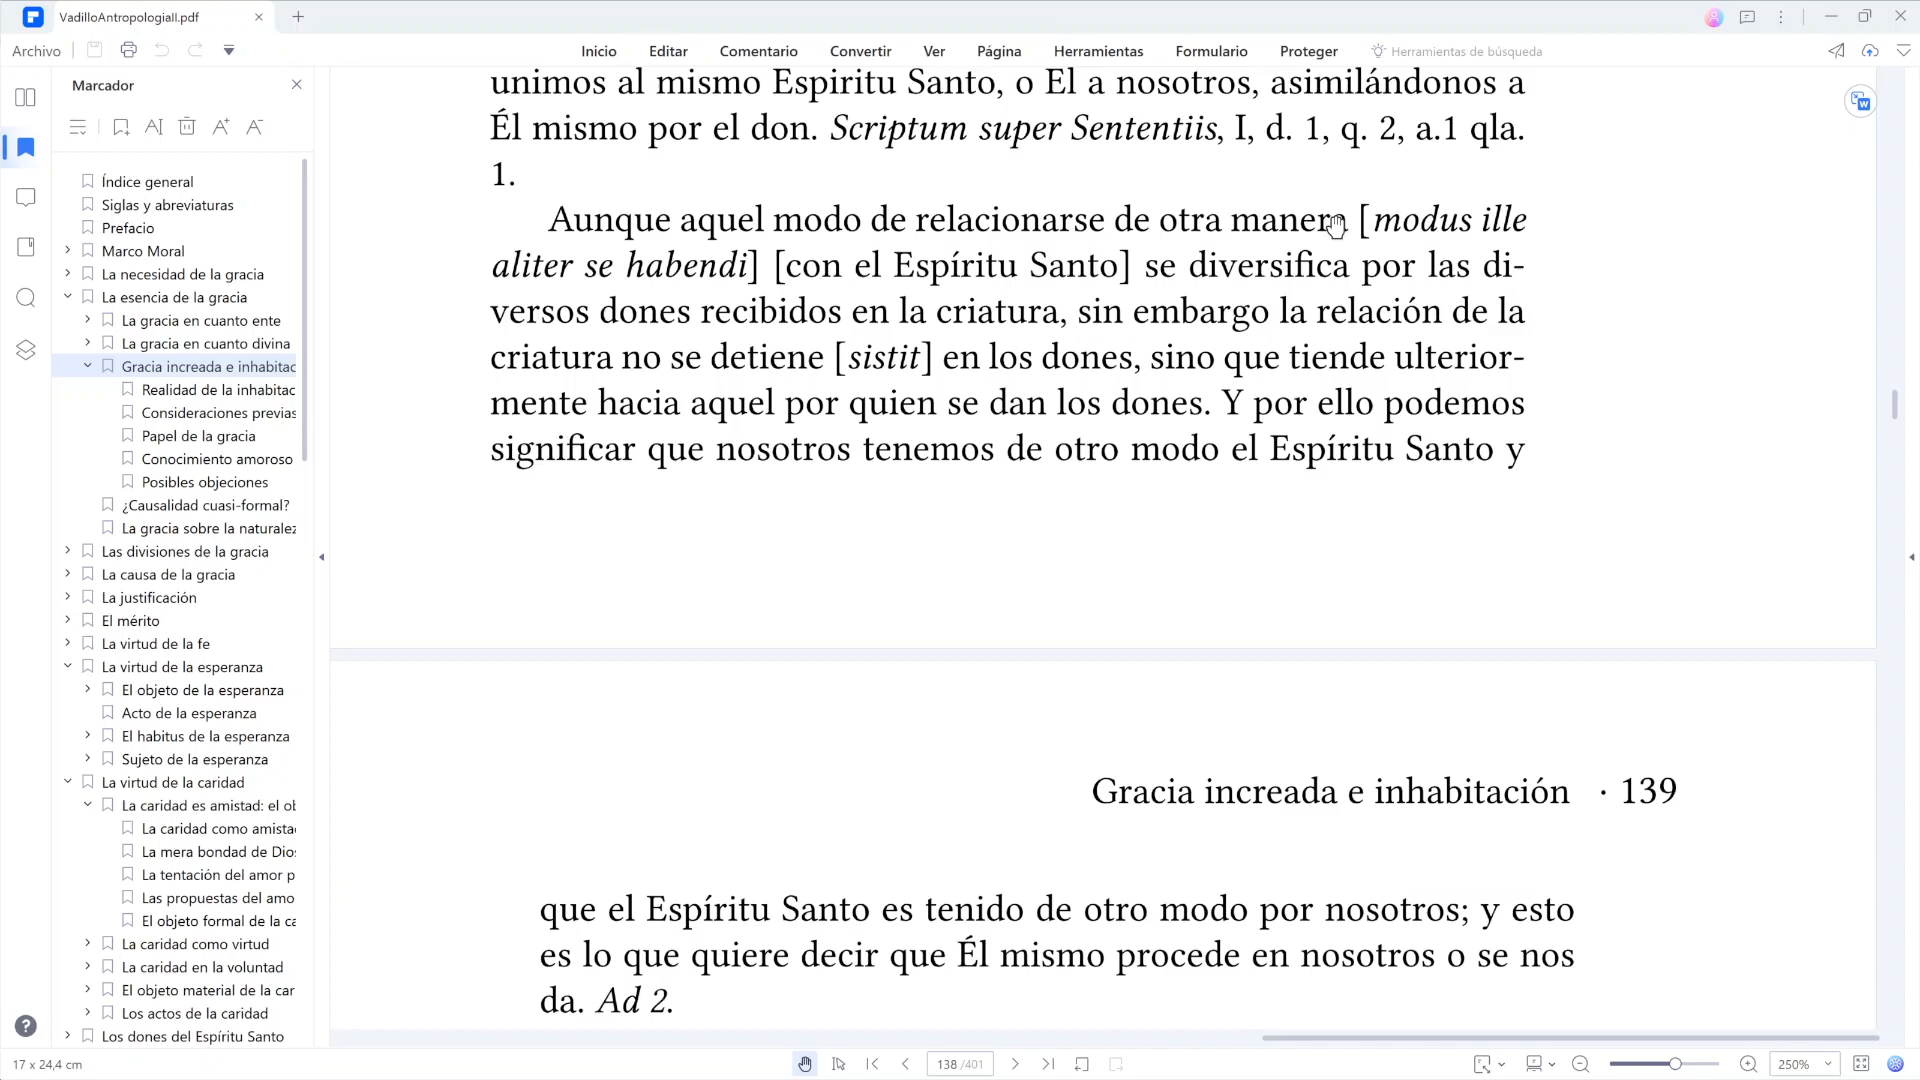 VadilloAntropologiaII.pdf
Archivo
Inicio
Editar
Comentario
Convertir
Ver
Página
Herramientas
Formulario
Proteger
Herramientas de búsqueda
Marcador
Índice general
Siglas y abreviaturas
Prefacio
Marco Moral
La necesidad de la gracia
La esencia de la gracia
La gracia en cuanto ente
La gracia en cuanto divina
Gracia increada e inhabitac
Realidad de la inhabitac
Consideraciones previas
Papel de la gracia
Conocimiento amoroso
Posibles objeciones
¿Causalidad cuasi-formal?
La gracia sobre la naturalez
Las divisiones de la gracia
La causa de la gracia
La justificación
El mérito
La virtud de la fe
La virtud de la esperanza
El objeto de la esperanza
Acto de la esperanza
El habitus de la esperanza
Sujeto de la esperanza
La virtud de la caridad
La caridad es amistad: el ob
La caridad como amistad
La mera bondad de Dios
La tentación del amor p
Las propuestas del amo
El objeto formal de la ca
La caridad como virtud
La caridad en la voluntad
El objeto material de la car
Los actos de la caridad
Los dones del Espíritu Santo
unimos al mismo Espiritu Santo, o El a nosotros, asimilándonos a
Él mismo por el don. Scriptum super Sententiis, I, d. 1, q. 2, a.1 qla.
1.
Aunque aquel modo de relacionarse de otra manera [modus ille
aliter se habendi] [con el Espíritu Santo] se diversifica por las di-
versos dones recibidos en la criatura, sin embargo la relación de la
criatura no se detiene [sistit] en los dones, sino que tiende ulterior-
mente hacia aquel por quien se dan los dones. Y por ello podemos
significar que nosotros tenemos de otro modo el Espíritu Santo y
Gracia increada e inhabitación · 139
que el Espíritu Santo es tenido de otro modo por nosotros; y esto
es lo que quiere decir que Él mismo procede en nosotros o se nos
da. Ad 2.
17 x 24,4 cm
138 /401
250%